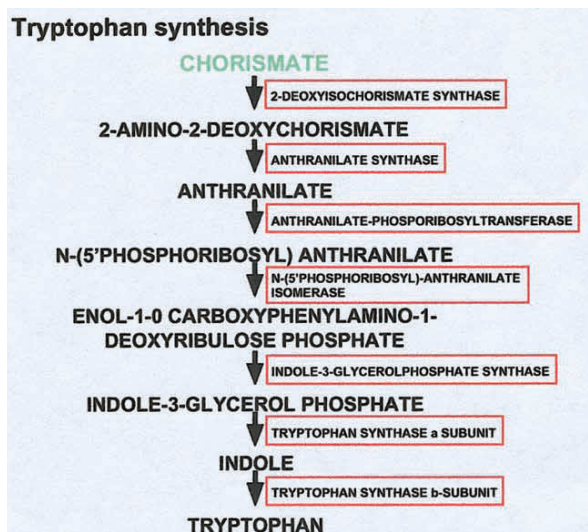 Tryptophan synthesis
CHORISMATE
2-DEOXYISOCHORISMATE SYNTHASE
2-AMINO-2-DEOXYCHORISMATE
ANTHRANILATE SYNTHASE
ANTHRANILATE
ANTHRANILATE-PHOSPORIBOSYLTRANSFERASE
N-(5'PHOSPHORIBOSYL) ANTHRANILATE
N-(5'PHOSPHORIBOSYL)-ANTHRANILATE
ISOMERASE
ENOL-1-0 CARBOXYPHENYLAMINO-1-
DEOXYRIBULOSE PHOSPHATE
INDOLE-3-GLYCEROLPHOSPHATE SYNTHASE
INDOLE-3-GLYCEROL PHOSPHATE
TRYPTOPHAN SYNTHASE a SUBUNIT
INDOLE
TRYPTOPHAN SYNTHASE b-SUBUNIT
TRYPTOPHAN